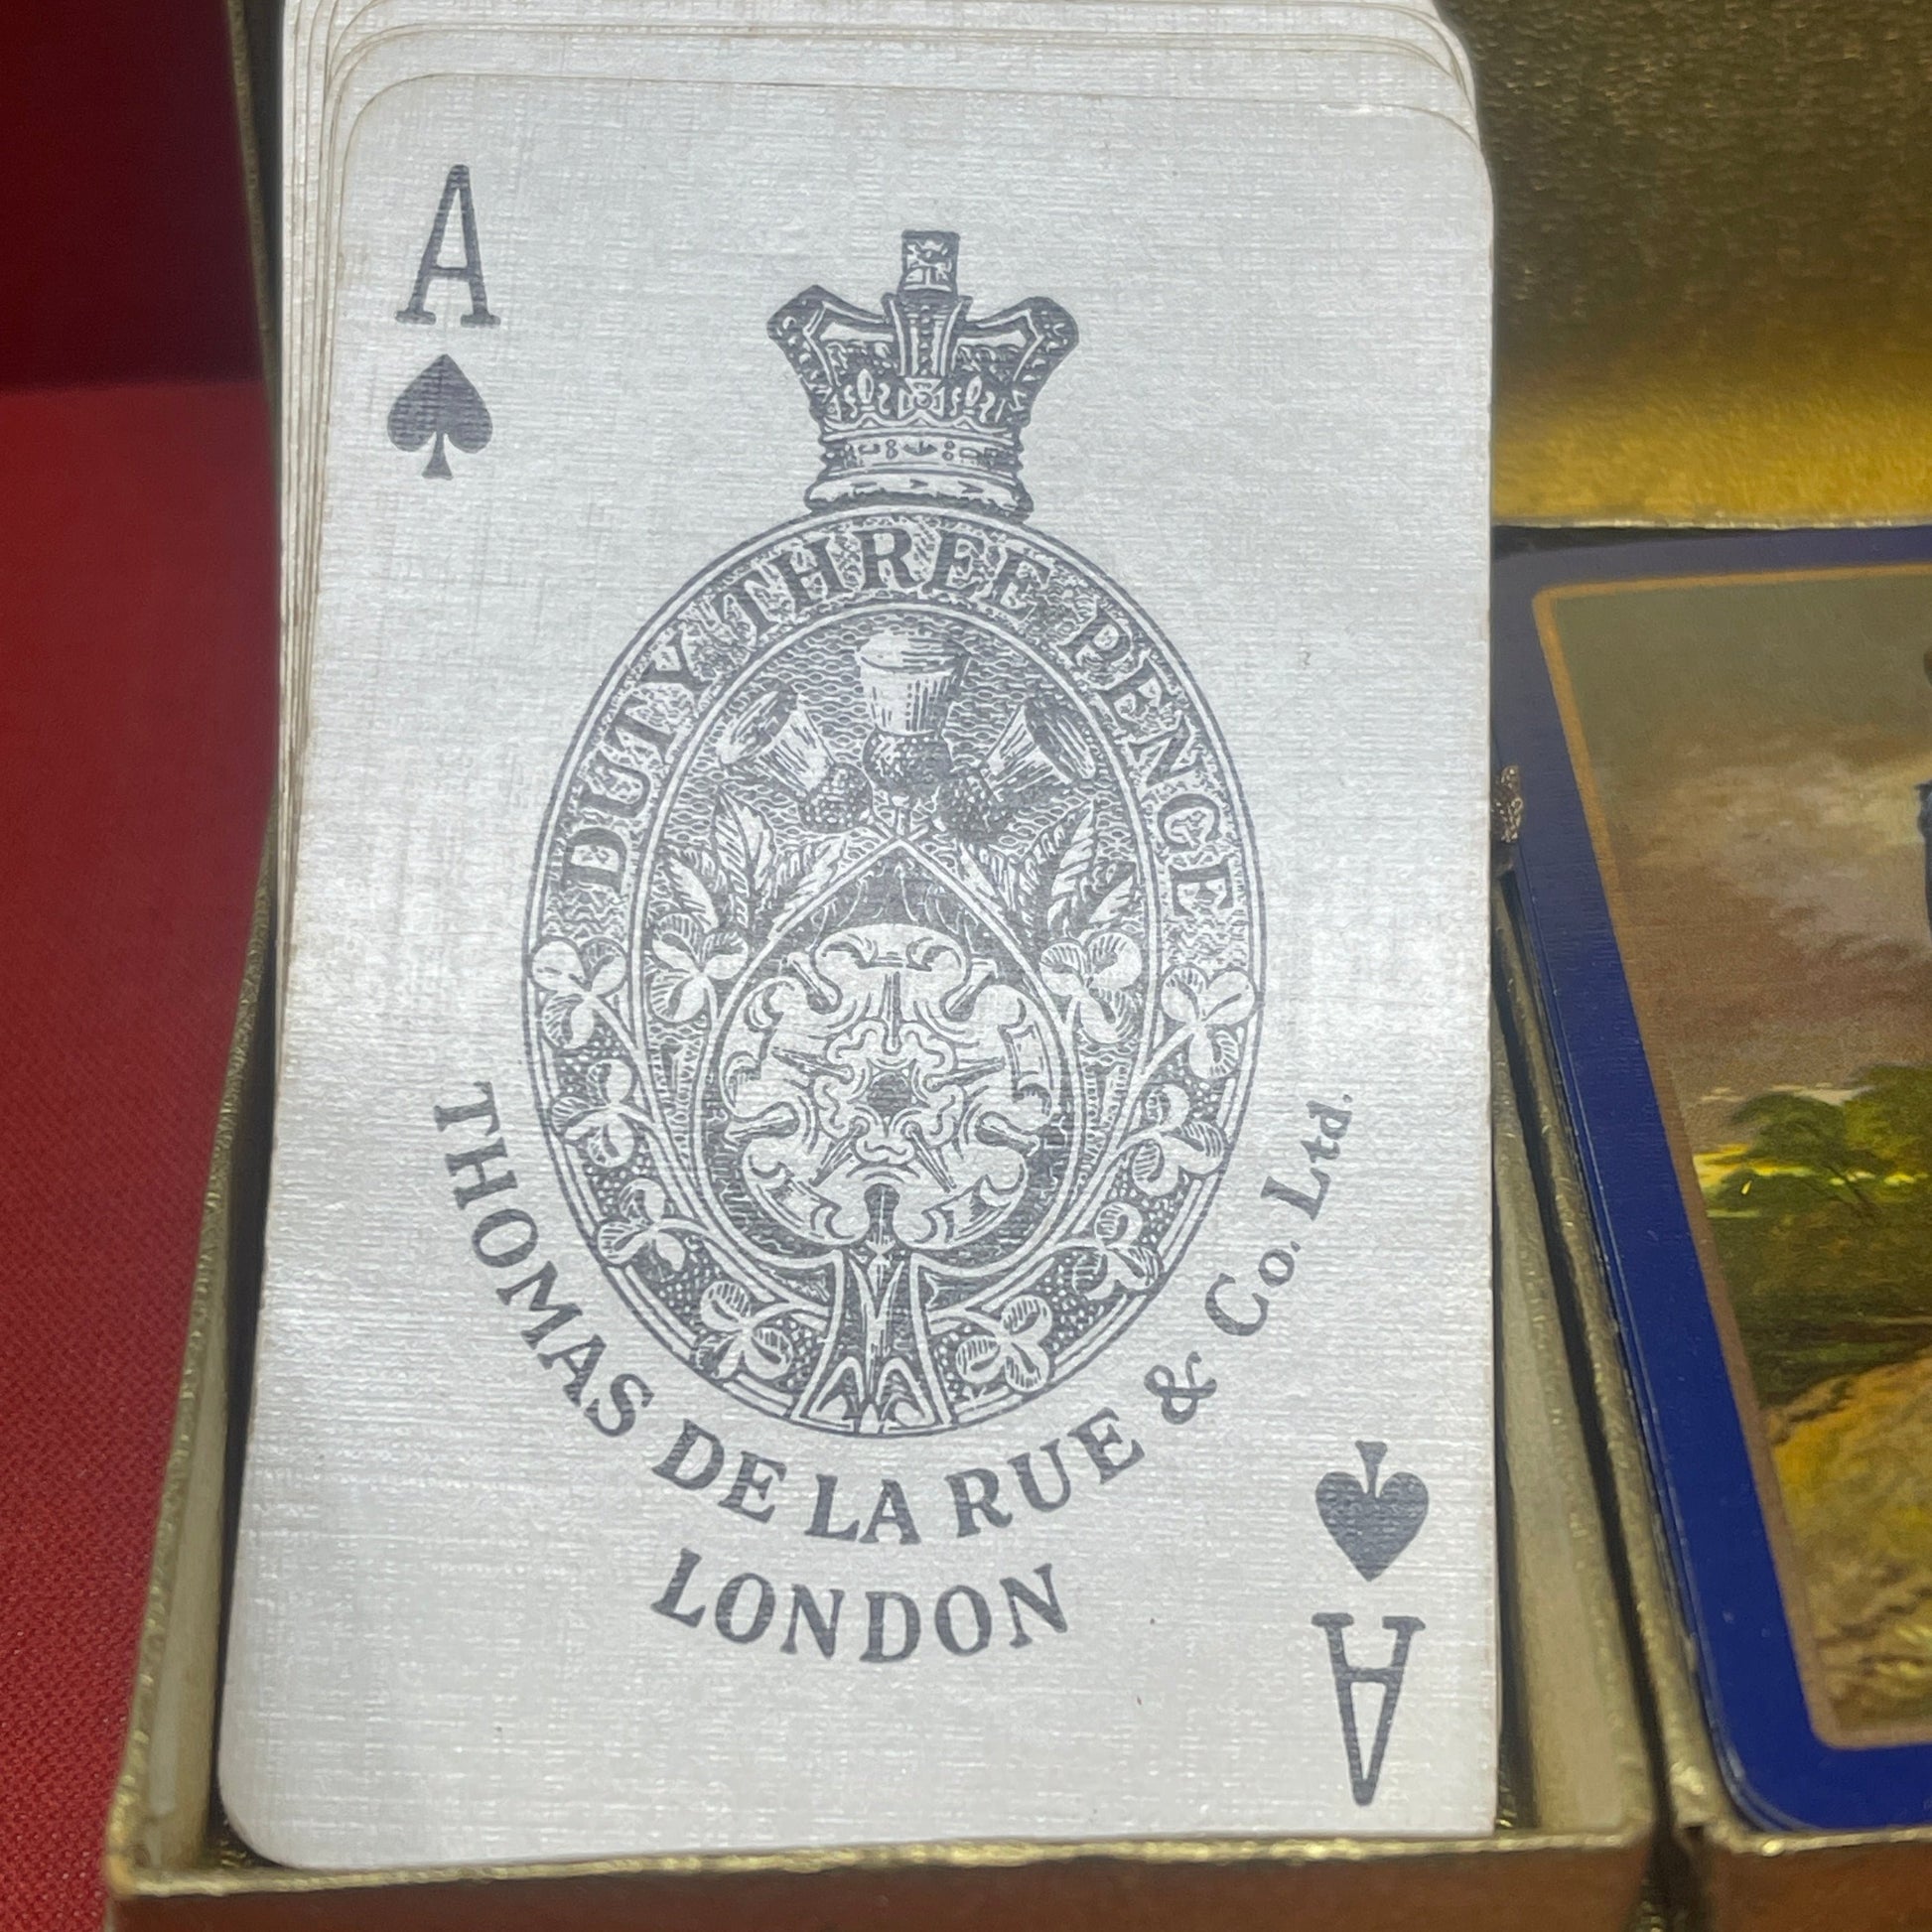 A
DUTY THREE PENCE
THOMAS DE LA RUE & Co. Ltd.
LONDON
A